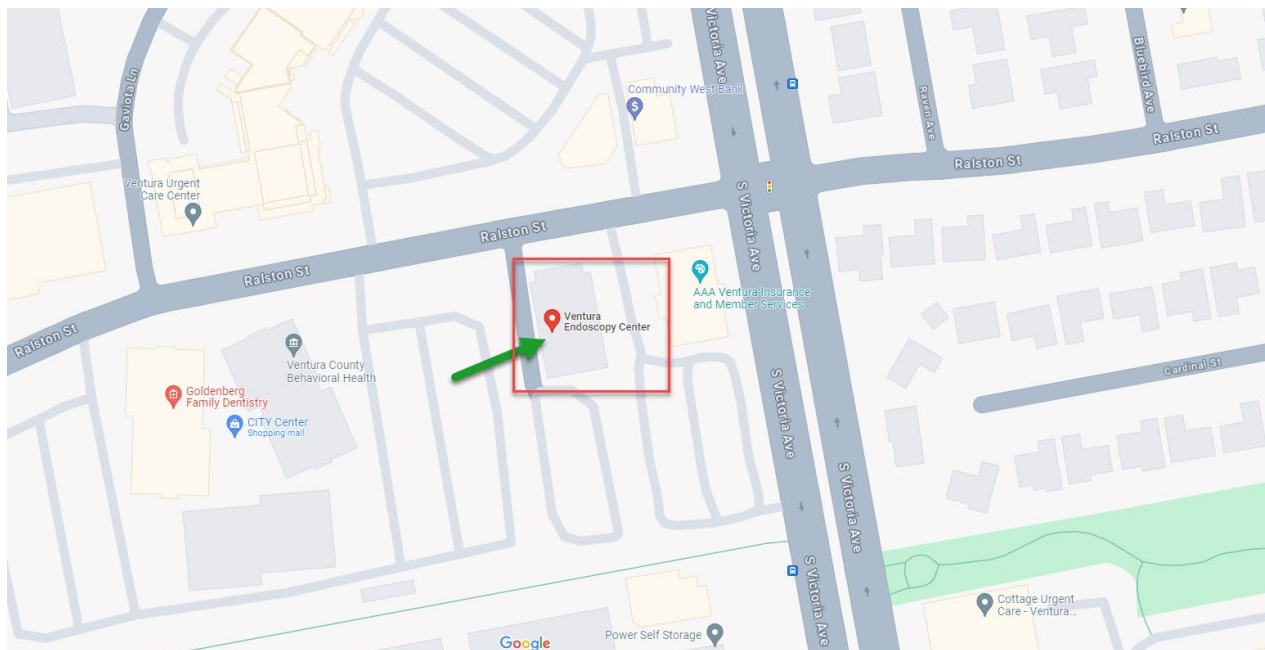 S Victoria Ave
Gaviota Ln
Community West Bank
$
Raven Ave
Bluebird Ave
Ralston St
Ralston St
Ventura Urgent
Care Center
S Victoria Ave
Ralston St
Ralston St
AAA Ventura Insurance
and Member Services
Ventura
Endoscopy Center
Ralston St
Ventura County
Behavioral Health
Cardinal St
Goldenberg
Family Dentistry
CITY Center
Shopping mall
S Victoria Ave
S Victoria Ave
S Victoria Ave
Cottage Urgent
Care - Ventura...
Power Self Storage
Google